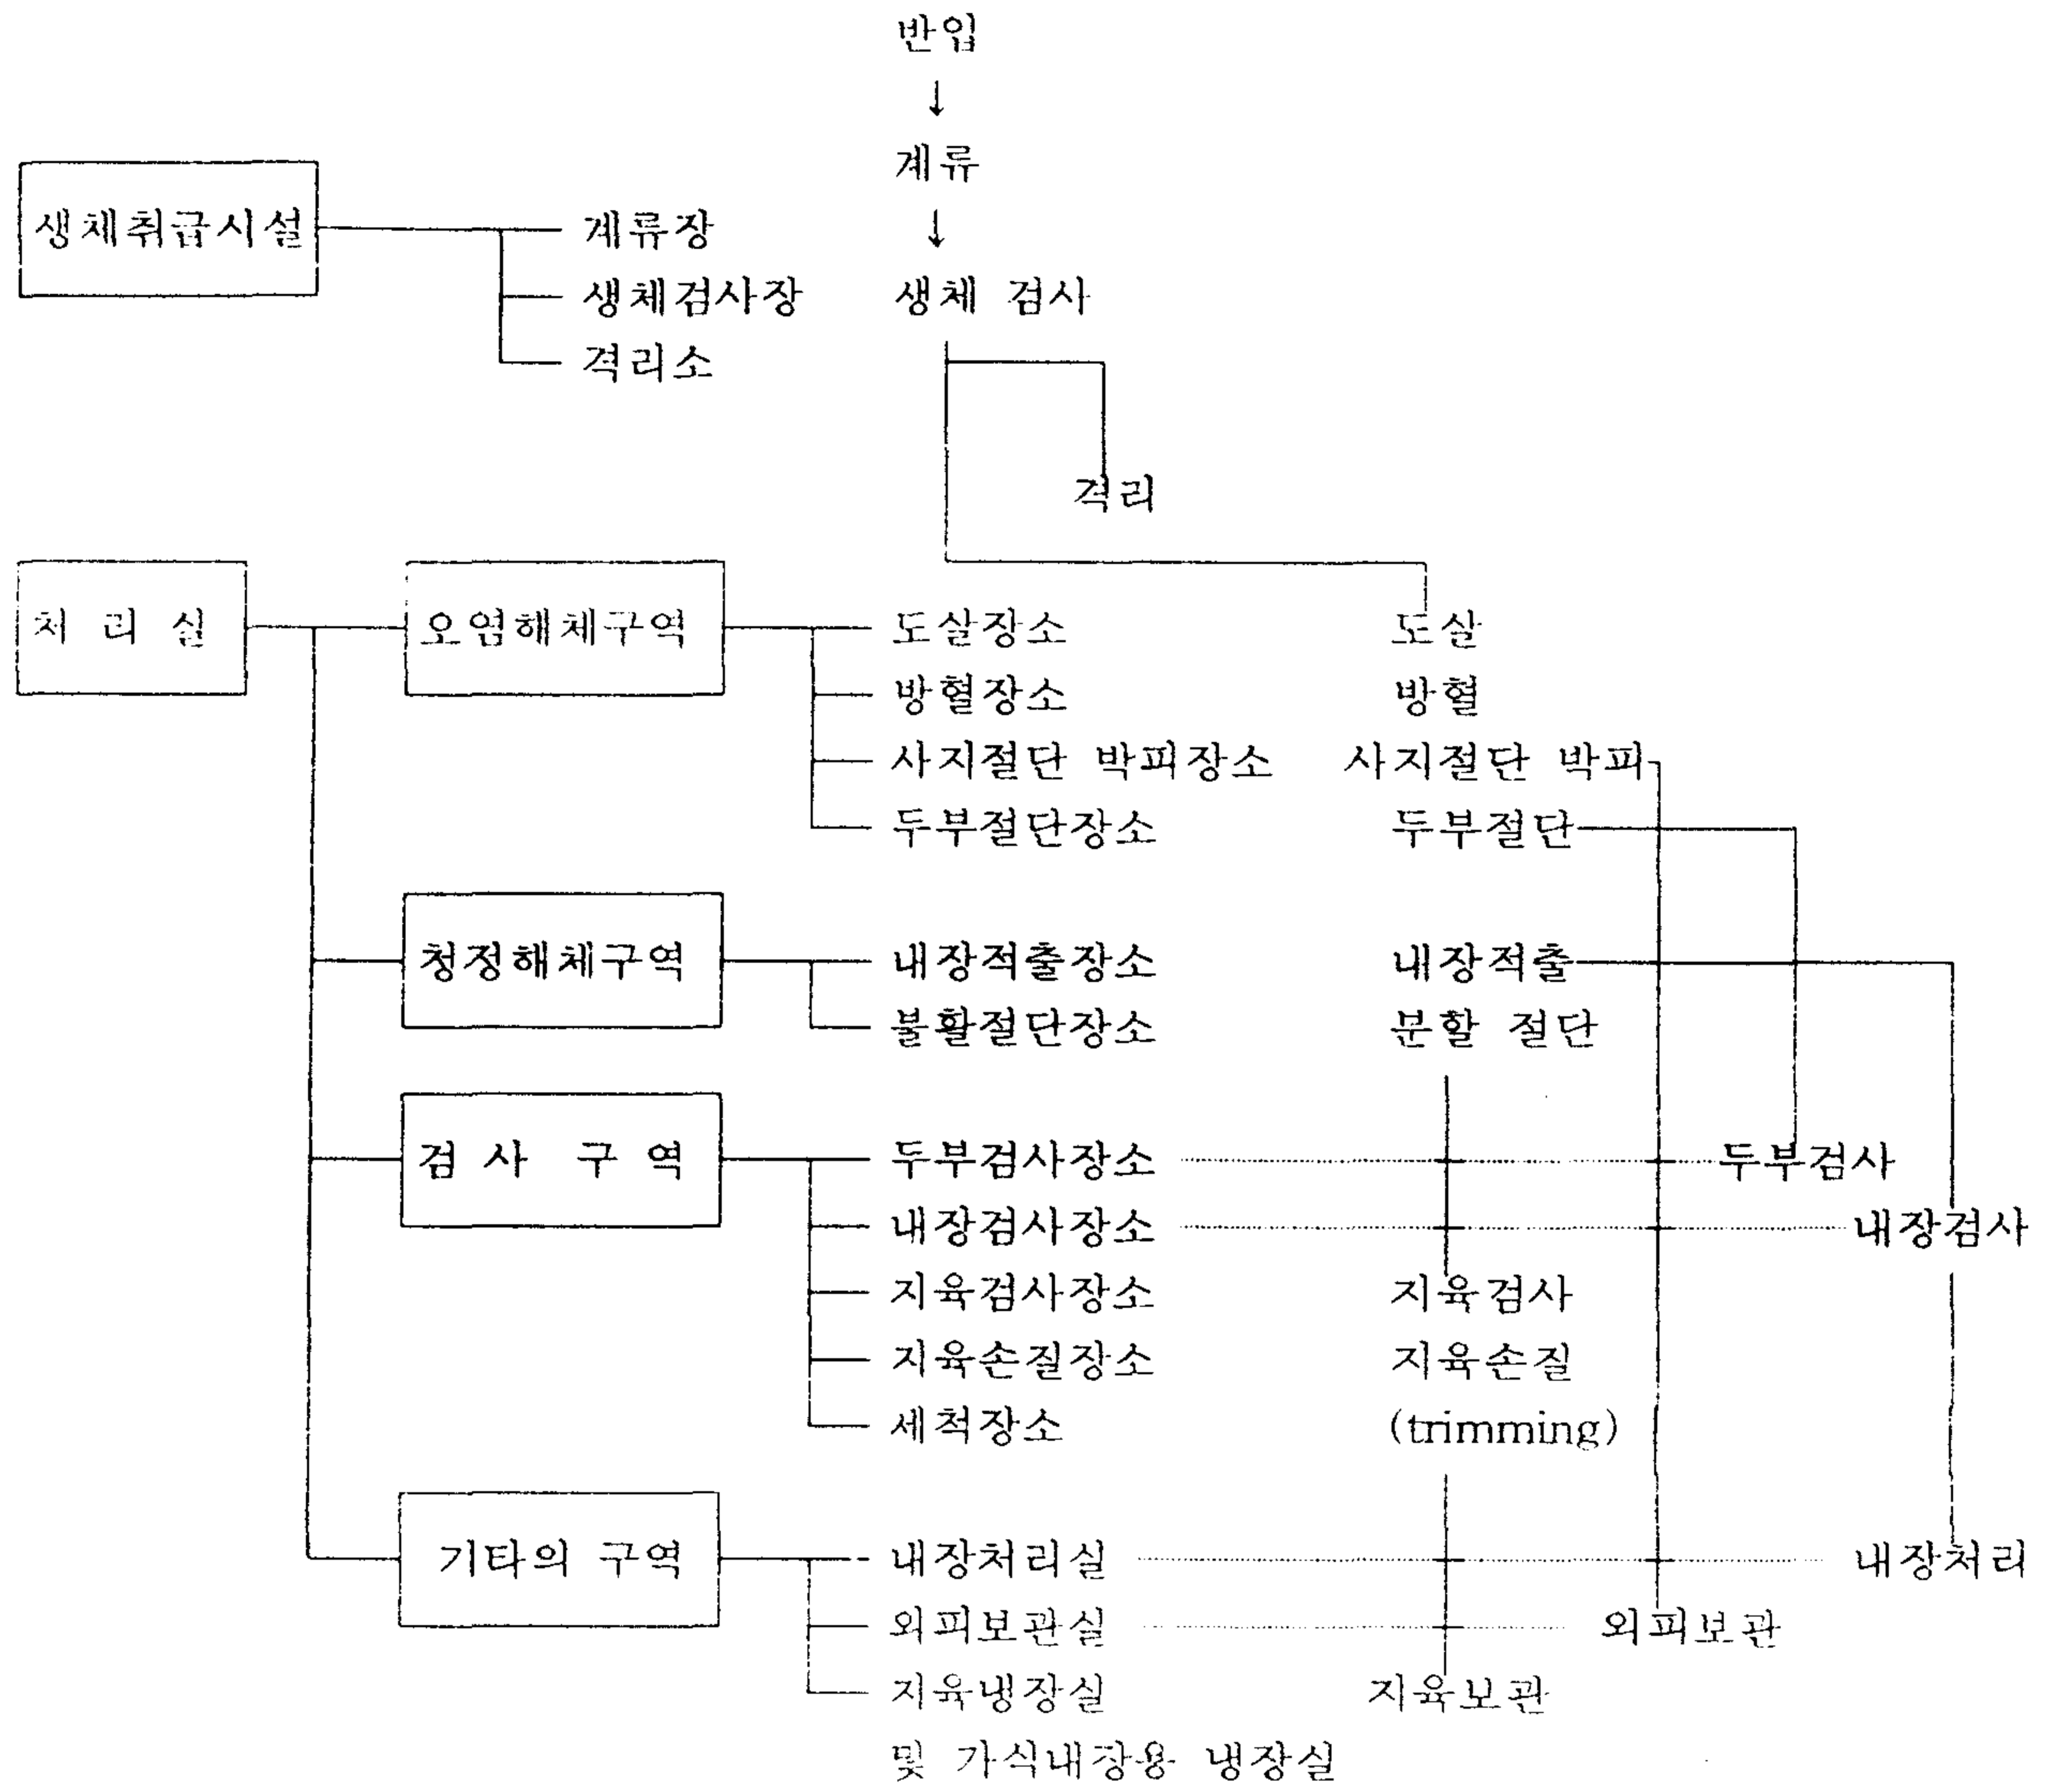 반입
↓
계류
생체취급시설 계류장 ↓
생체검사장 생체 검사
격리소
격리
처 리 실 오염해체구역 도살장소 도살
방혈장소 방혈
사지절단 박피장소 사지절단 박피
두부절단장소 두부절단
청정해체구역 내장적출장소 내장적출
불활절단장소 분할 절단
검 사 구 역 두부검사장소 두부검사
내장검사장소 내장검사
지육검사장소 지육검사
지육손질장소 지육손질
세척장소 (trimming)
기타의 구역 내장처리실 내장처리
외피보관실 외피보관
지육냉장실 지육보관
및 가식내장용 냉장실